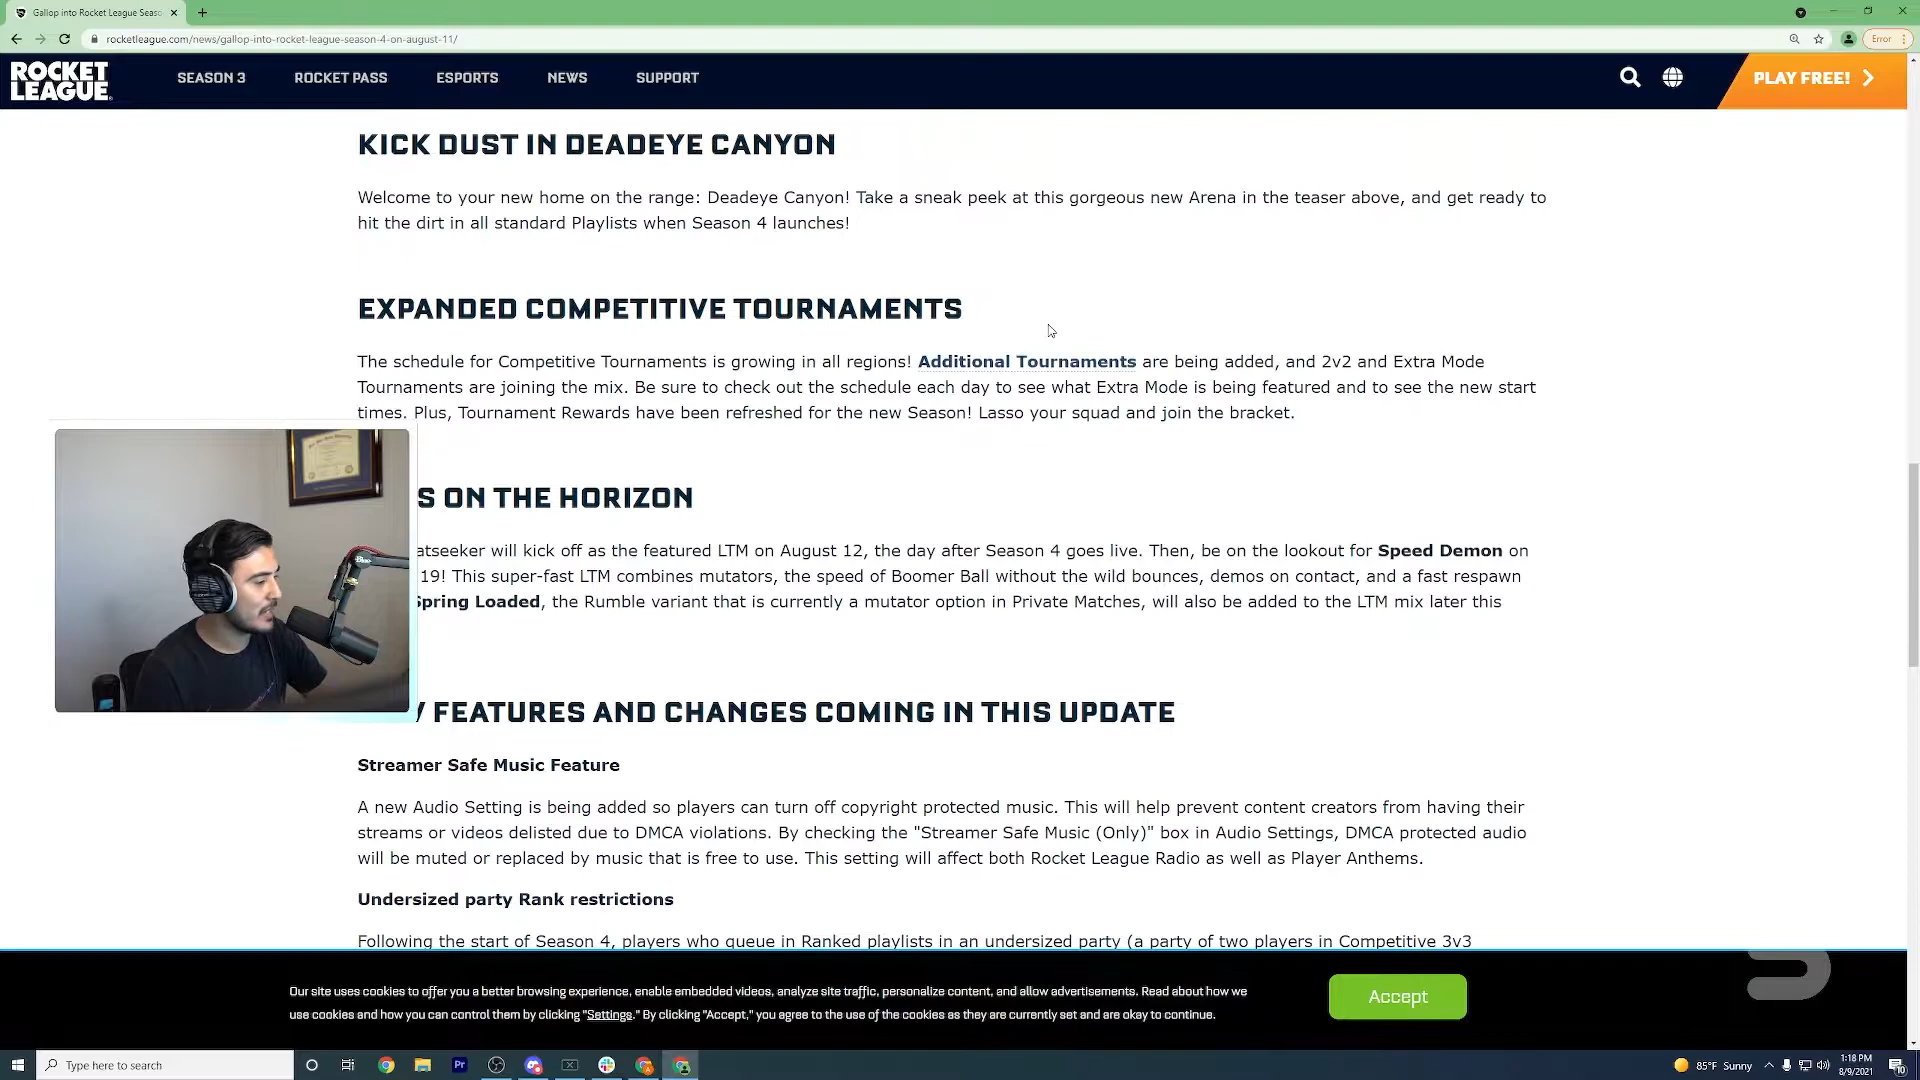 Gallop into Rocket League Seaso
rocketleague.com/news/gallop-into-rocket-league-season-4-on-august-11/
Error
ROCKET
LEAGUE
SEASON 3
ROCKET PASS
ESPORTS
NEWS
SUPPORT
PLAY FREE!
KICK DUST IN DEADEYE CANYON
Welcome to your new home on the range: Deadeye Canyon! Take a sneak peek at this gorgeous new Arena in the teaser above, and get ready to
hit the dirt in all standard Playlists when Season 4 launches!
EXPANDED COMPETITIVE TOURNAMENTS
The schedule for Competitive Tournaments is growing in all regions! Additional Tournaments are being added, and 2v2 and Extra Mode
Tournaments are joining the mix. Be sure to check out the schedule each day to see what Extra Mode is being featured and to see the new start
times. Plus, Tournament Rewards have been refreshed for the new Season! Lasso your squad and join the bracket.
S ON THE HORIZON
atseeker will kick off as the featured LTM on August 12, the day after Season 4 goes live. Then, be on the lookout for Speed Demon on
19! This super-fast LTM combines mutators, the speed of Boomer Ball without the wild bounces, demos on contact, and a fast respawn
Spring Loaded, the Rumble variant that is currently a mutator option in Private Matches, will also be added to the LTM mix later this
FEATURES AND CHANGES COMING IN THIS UPDATE
Streamer Safe Music Feature
A new Audio Setting is being added so players can turn off copyright protected music. This will help prevent content creators from having their
streams or videos delisted due to DMCA violations. By checking the "Streamer Safe Music (Only)" box in Audio Settings, DMCA protected audio
will be muted or replaced by music that is free to use. This setting will affect both Rocket League Radio as well as Player Anthems.
Undersized party Rank restrictions
Following the start of Season 4, players who queue in Ranked playlists in an undersized party (a party of two players in Competitive 3v3
Our site uses cookies to offer you a better browsing experience, enable embedded videos, analyze site traffic, personalize content, and allow advertisements. Read about how we
use cookies and how you can control them by clicking "Settings." By clicking "Accept," you agree to the use of the cookies as they are currently set and are okay to continue.
Accept
Type here to search
Pr
85°F Sunny
1:18 PM
8/9/2021
10